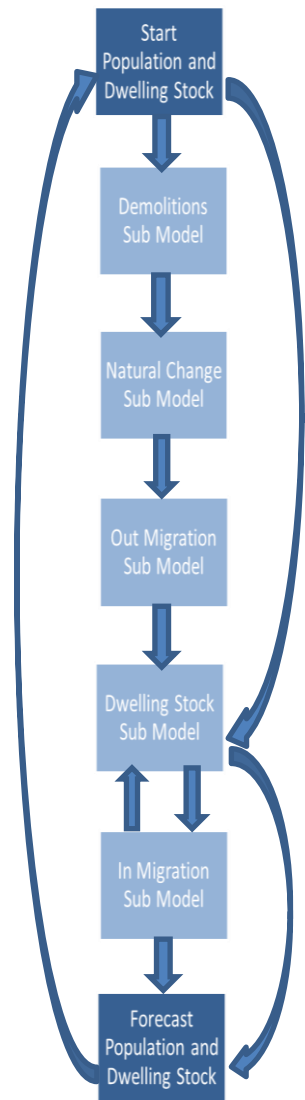 Start
Population and
Dwelling Stock
Demolitions
Sub Model
Natural Change
Sub Model
Out Migration
Sub Model
Dwelling Stock
Sub Model
In Migration
Sub Model
Forecast
Population and
Dwelling Stock